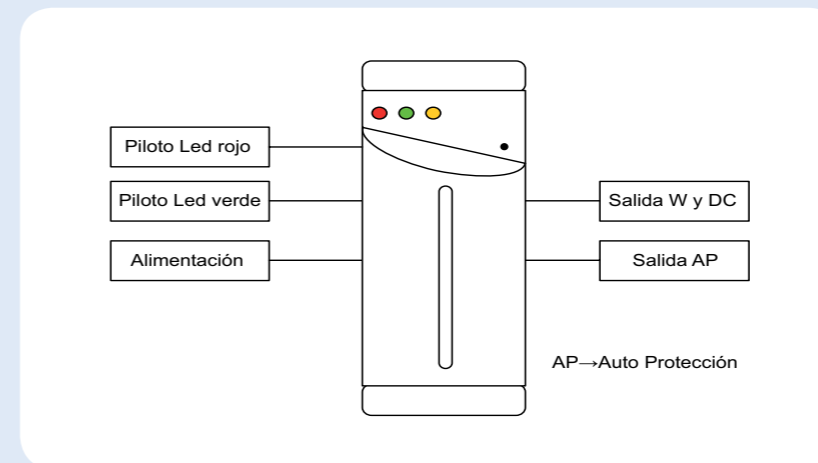 Piloto Led rojo
Piloto Led verde
Alimentación
Salida W y DC
Salida AP
AP→Auto Protección